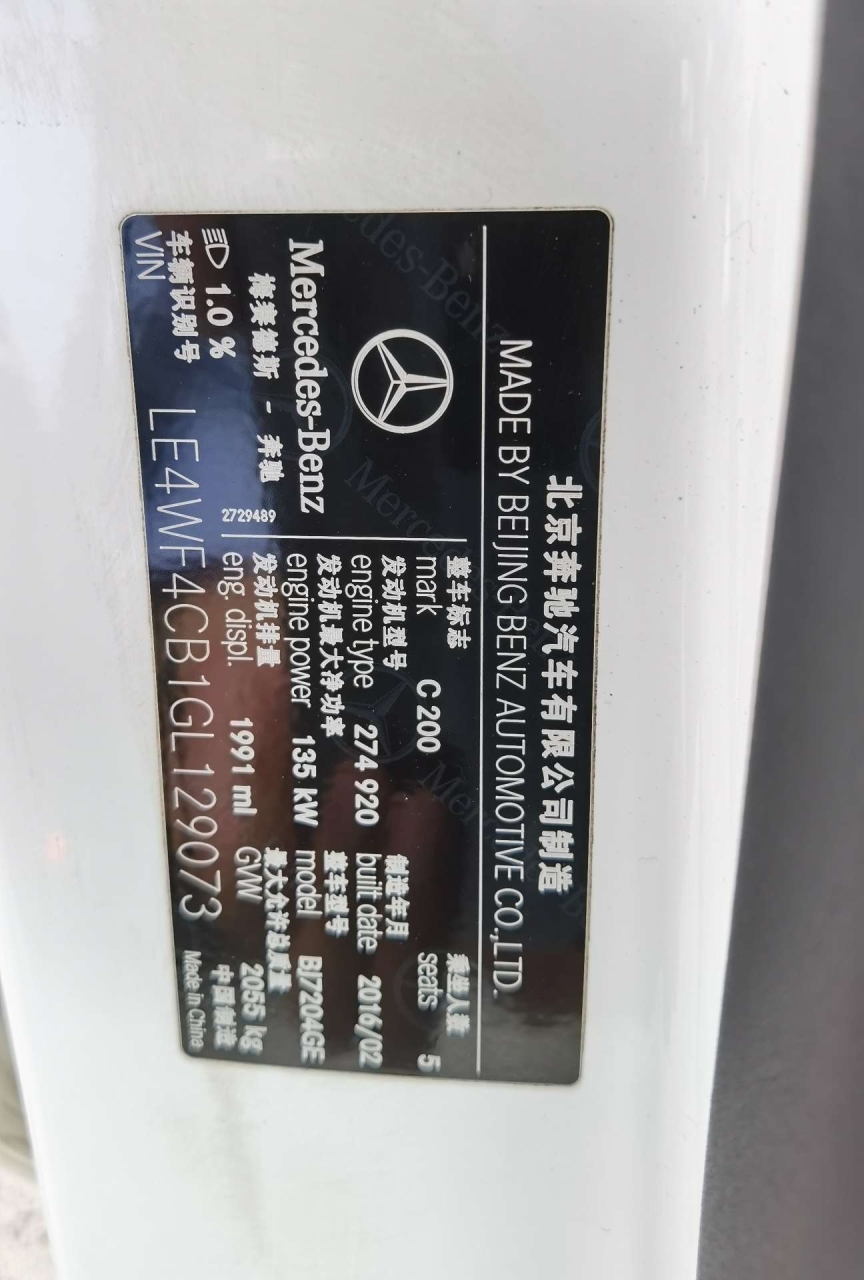 北京奔驰汽车有限公司制造
MADE BY BEIJING BENZ AUTOMOTIVE CO.,LTD.
Mercedes-Benz
梅赛德斯 - 奔驰
2729489
整车标志
mark C 200
乘坐人数
seats 5
发动机型号
engine type 274 920
制造年月
built date 2016/02
发动机最大净功率
engine power 135 kW
整车型号
model BJ7204GE
发动机排量
eng. displ. 1991 ml
最大允许总质量
GVW 2055 kg
1.0 %
车辆识别号
VIN LE4WF4CB1GL129073
中国制造
Made in China